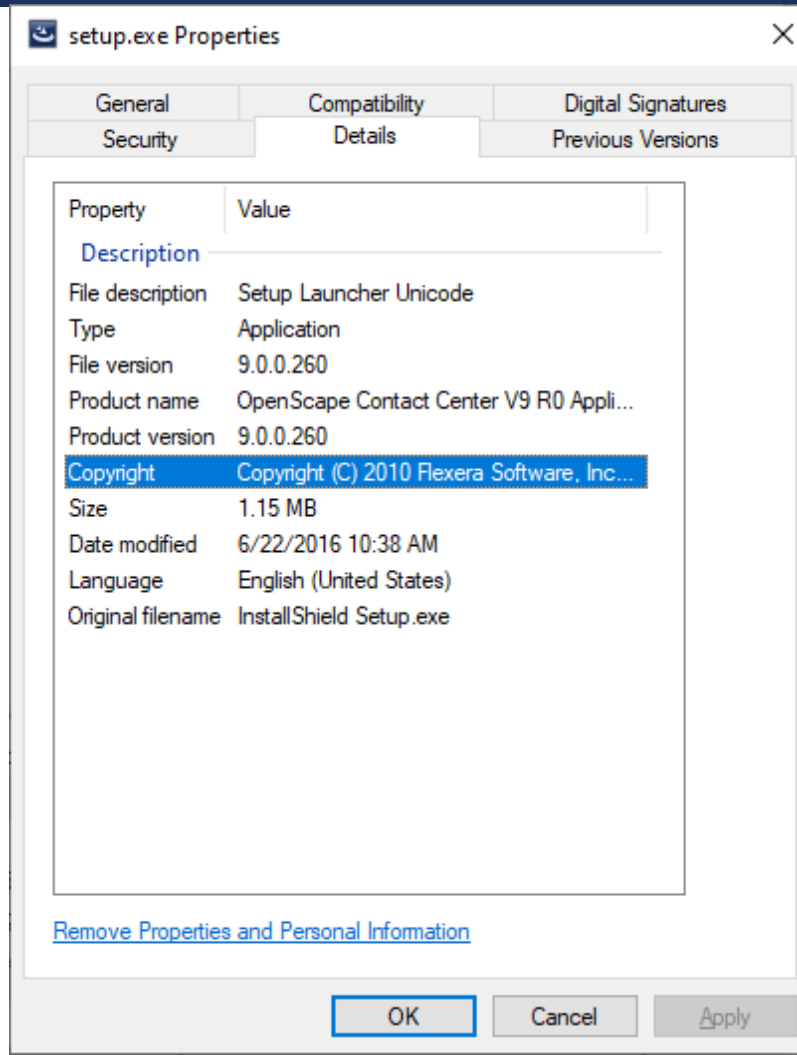 setup.exe Properties
General Compatibility Digital Signatures
Security Details Previous Versions
Property Value
Description
File description Setup Launcher Unicode
Type Application
File version 9.0.0.260
Product name OpenScape Contact Center V9 R0 Appli...
Product version 9.0.0.260
Copyright Copyright (C) 2010 Flexera Software, Inc...
Size 1.15 MB
Date modified 6/22/2016 10:38 AM
Language English (United States)
Original filename InstallShield Setup.exe
Remove Properties and Personal Information
OK Cancel Apply